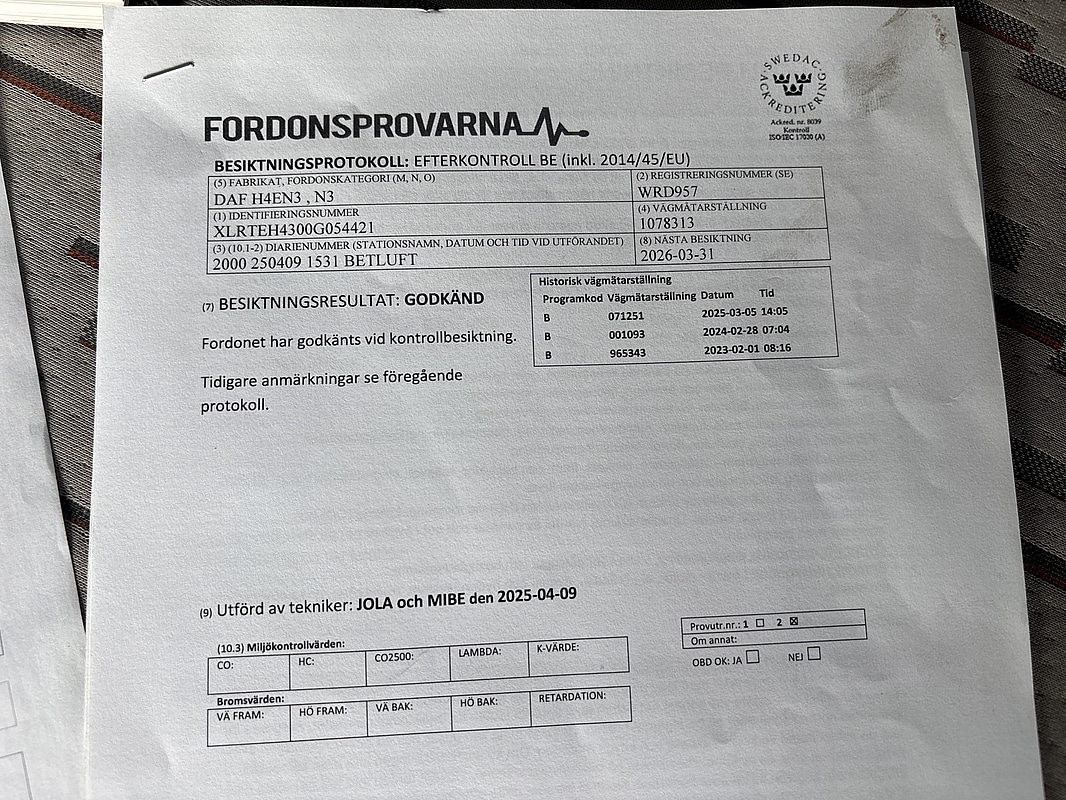 SWEDAC
ACKREDITERING
Ackred. nr. 8039
Kontroll
ISO/IEC 17020 (A)
FORDONSPROVARNA
BESIKTNINGSPROTOKOLL: EFTERKONTROLL BE (inkl. 2014/45/EU)
(5) FABRIKAT, FORDONSKATEGORI (M, N, O)
DAF H4EN3 , N3
(2) REGISTRERINGSNUMMER (SE)
WRD957
(1) IDENTIFIERINGSNUMMER
XLRTEH4300G054421
(4) VÄGMÄTARSTÄLLNING
1078313
(3) (10.1-2) DIARIENUMMER (STATIONSNAMN, DATUM OCH TID VID UTFÖRANDET)
2000 250409 1531 BETLUFT
(8) NÄSTA BESIKTNING
2026-03-31
(7) BESIKTNINGSRESULTAT: GODKÄND
Fordonet har godkänts vid kontrollbesiktning.
Tidigare anmärkningar se föregående
protokoll.
Historisk vägmätarställning
Programkod Vägmätarställning Datum Tid
B 071251 2025-03-05 14:05
B 001093 2024-02-28 07:04
B 965343 2023-02-01 08:16
(9) Utförd av tekniker: JOLA och MIBE den 2025-04-09
(10.3) Miljökontrollvärden:
CO: HC: CO2500: LAMBDA: K-VÄRDE:
Bromsvärden:
VÄ FRAM: HÖ FRAM: VÄ BAK: HÖ BAK: RETARDATION:
Provutr.nr.: 1 ☐ 2 ☒
Om annat:
OBD OK: JA ☐ NEJ ☐